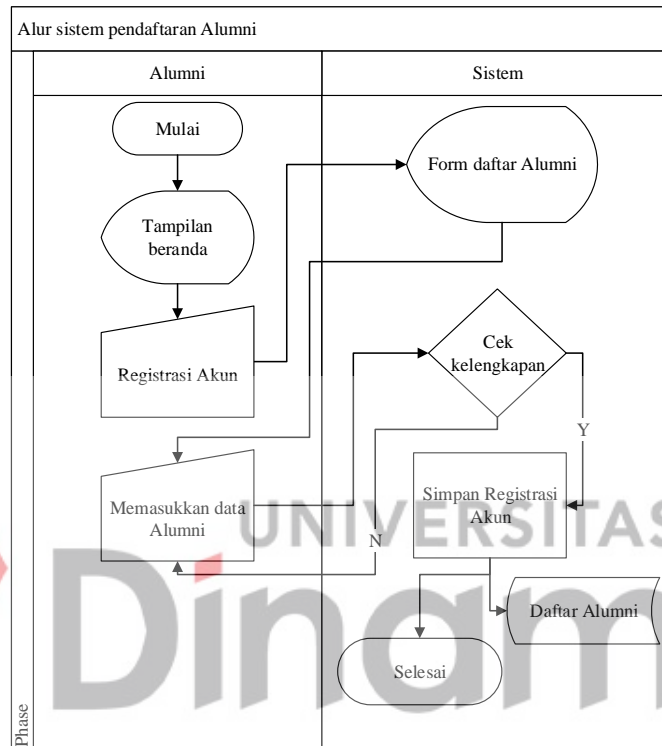 Alur sistem pendaftaran Alumni
Alumni
Sistem
Mulai
Form daftar Alumni
Tampilan
beranda
Registrasi Akun
Cek
kelengkapan
Y
Memasukkan data
Alumni
Simpan Registrasi
Akun
N
UNIVERSITAS
Dinam
Daftar Alumni
Selesai
Phase